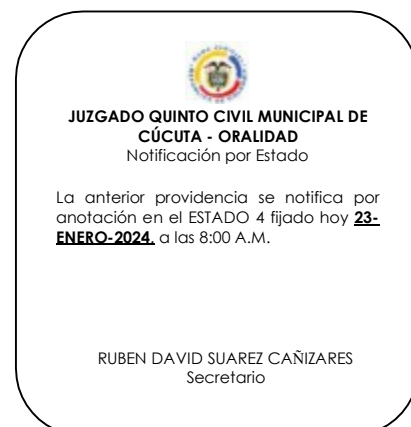 JUZGADO QUINTO CIVIL MUNICIPAL DE
CÚCUTA - ORALIDAD
Notificación por Estado
La anterior providencia se notifica por
anotación en el ESTADO 4 fijado hoy 23-
ENERO-2024, a las 8:00 A.M.
RUBEN DAVID SUAREZ CAÑIZARES
Secretario